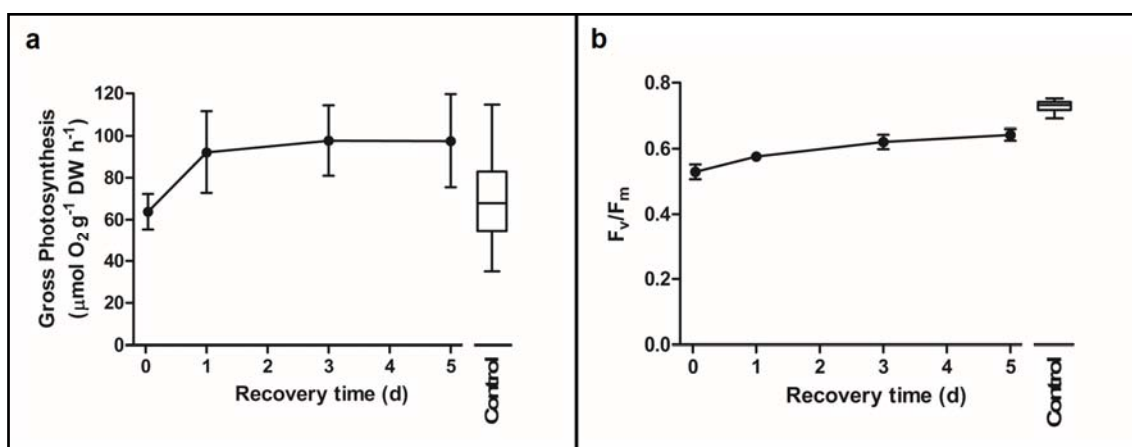 a
Gross Photosynthesis
(μmol O₂ g⁻¹ DW h⁻¹)
120
100
80
60
40
20
0
0 1 2 3 4 5
Recovery time (d)
Control
b
Fᵥ/Fₘ
0.8
0.6
0.4
0.2
0.0
0 1 2 3 4 5
Recovery time (d)
Control